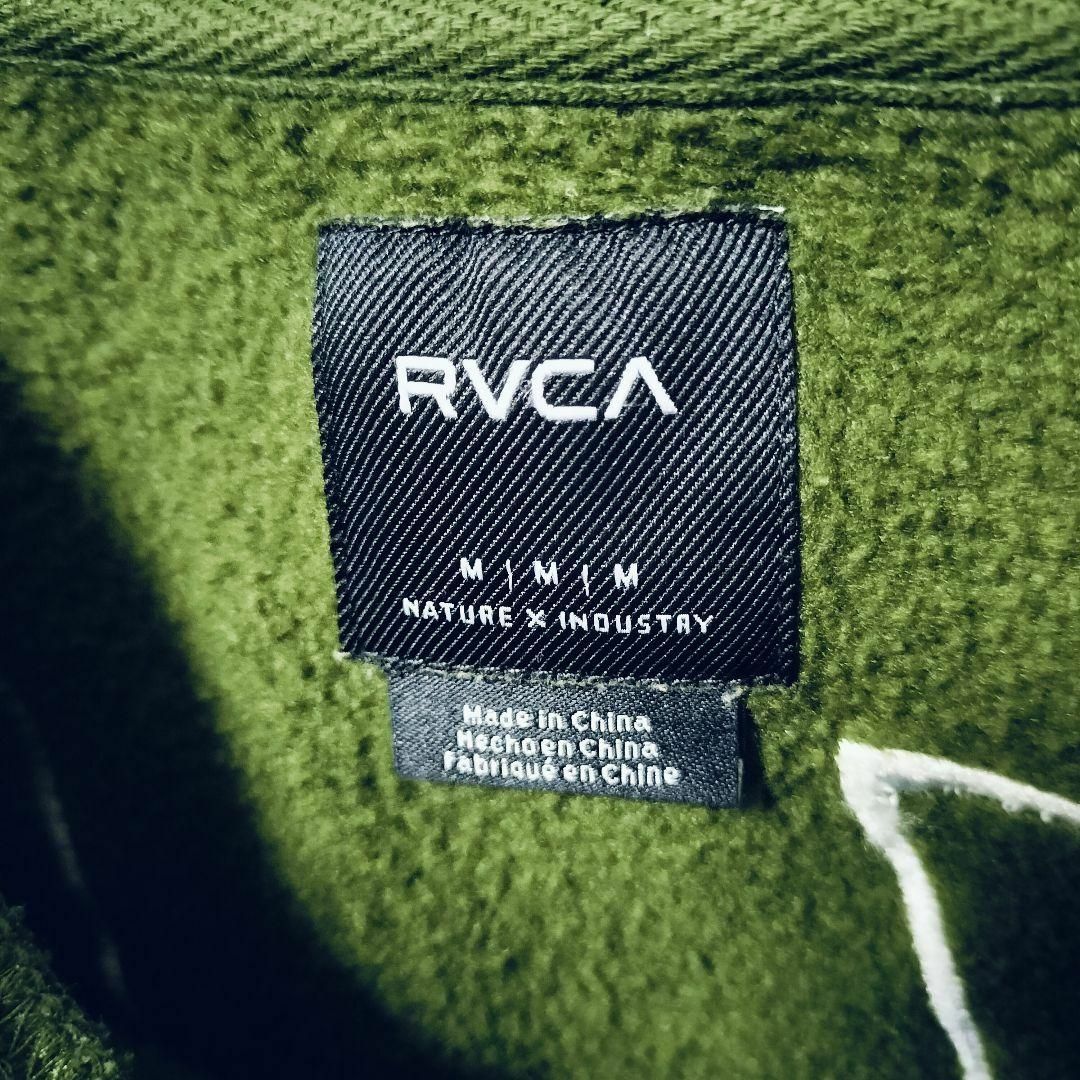 RVCA
M | M | M
NATURE X INDUSTRY
Made in China
Hecho en China
Fabriqué en Chine